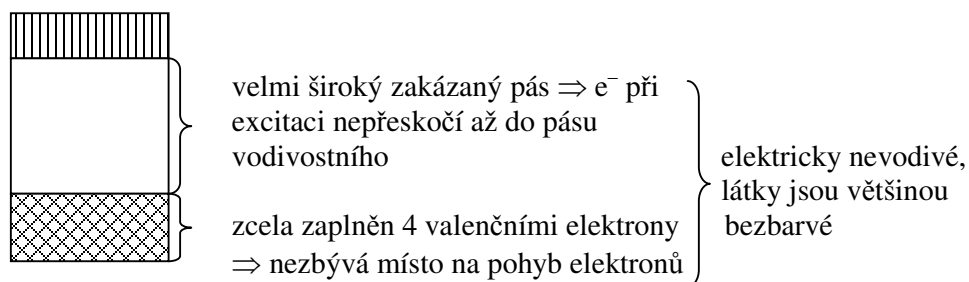 velmi široký zakázaný pás ⇒ e⁻ při
excitaci nepřeskočí až do pásu
vodivostního
elektricky nevodivé,
látky jsou většinou
bezbarvé
zcela zaplněn 4 valenčními elektrony
⇒ nezbývá místo na pohyb elektronů